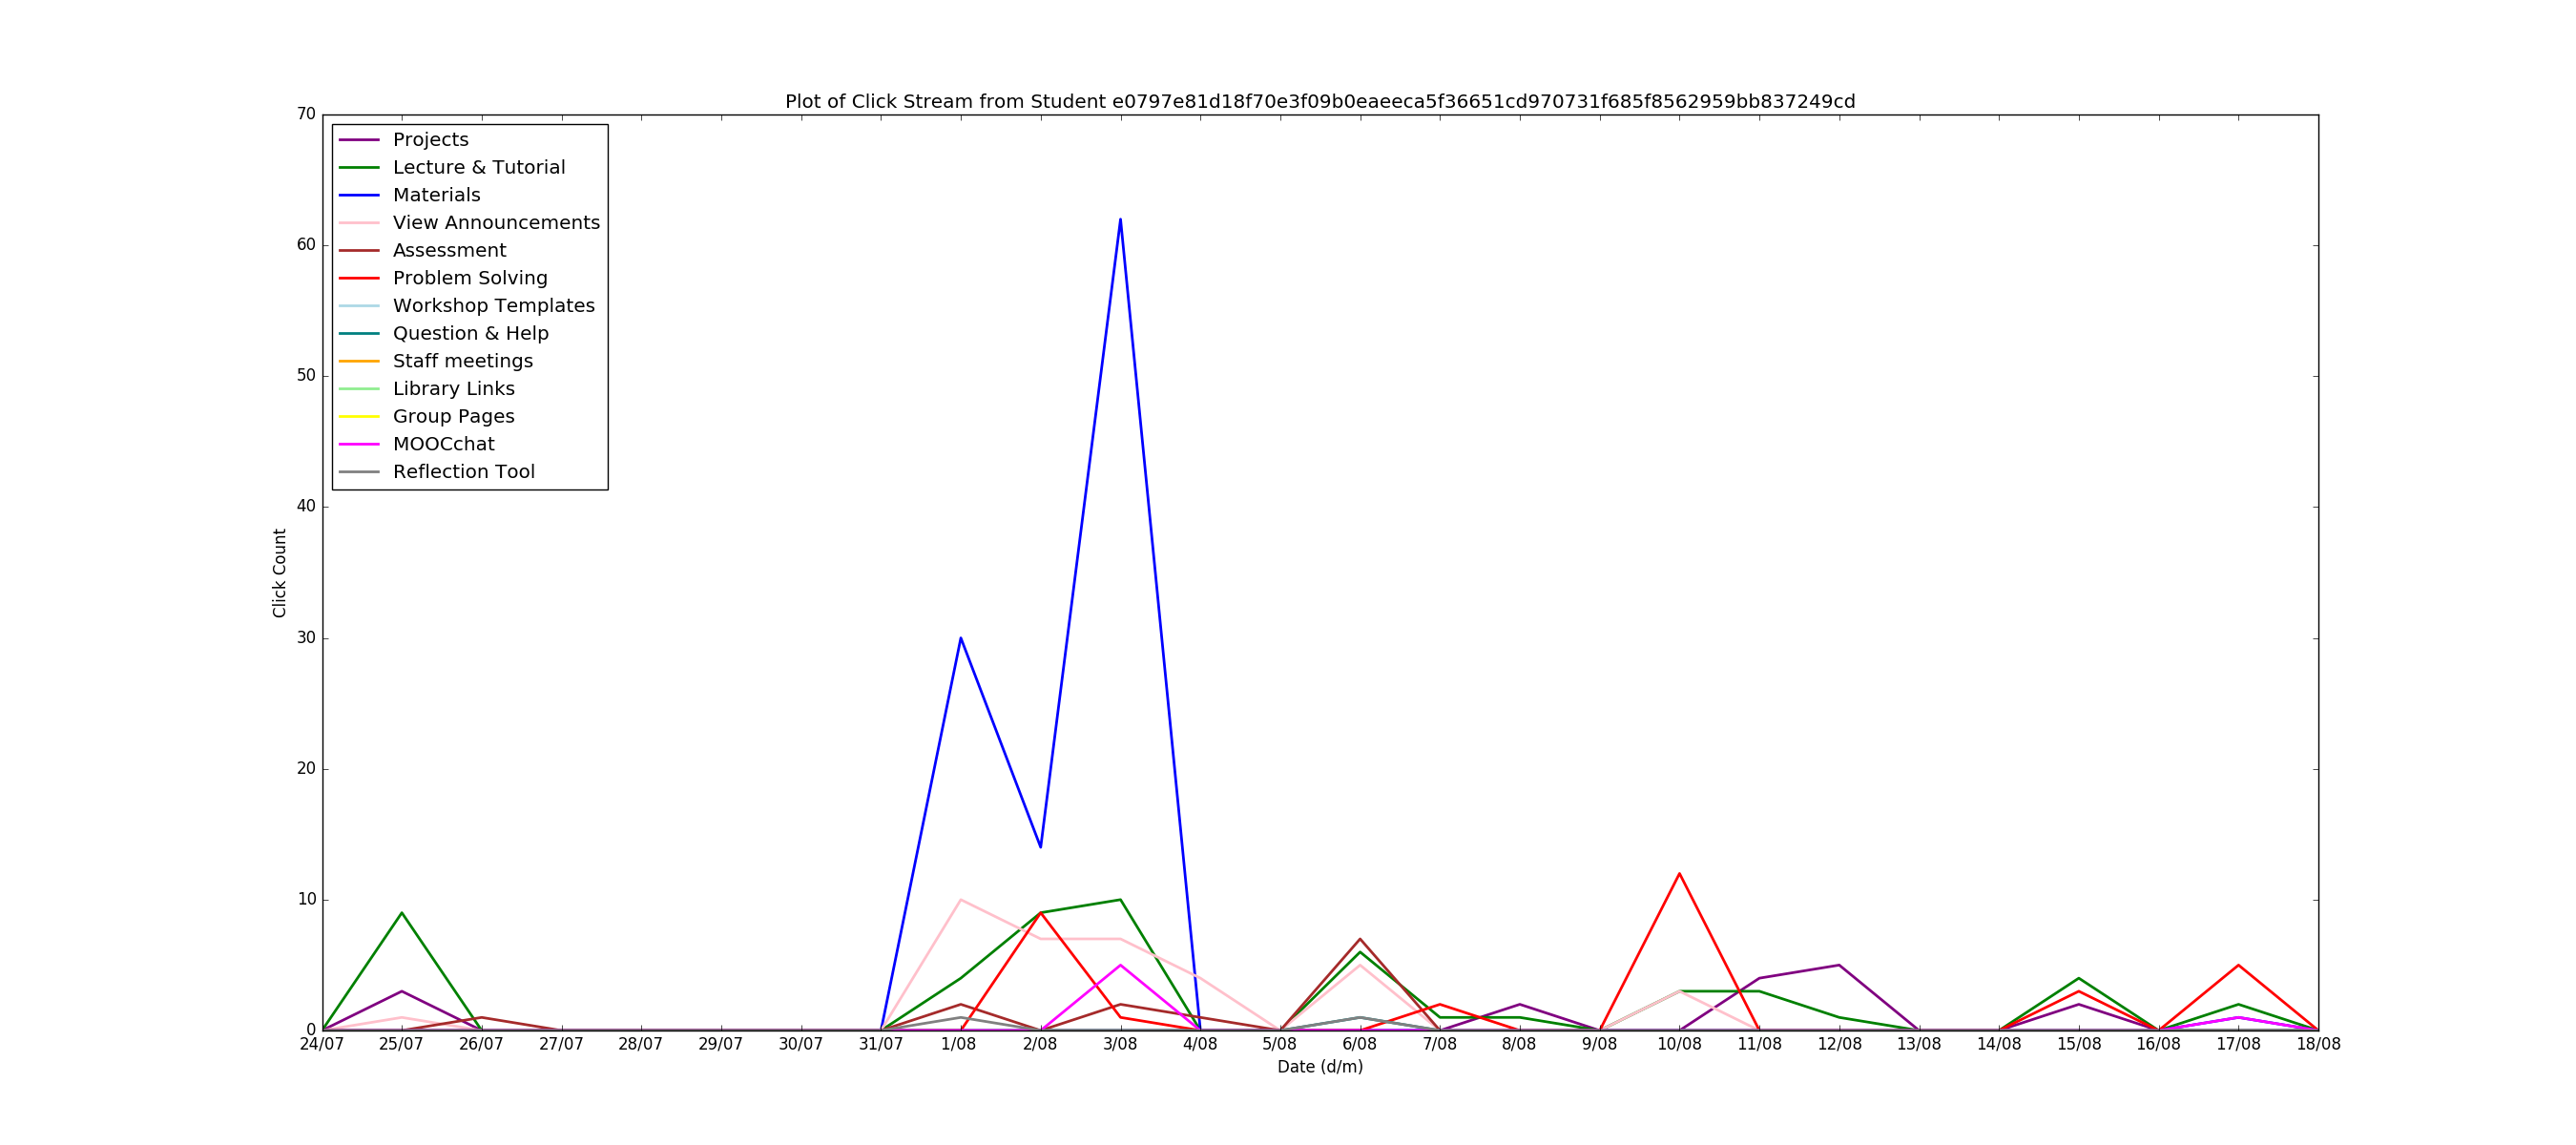 Plot of Click Stream from Student e0797e81d18f70e3f09b0eaeeca5f36651cd970731f685f8562959bb837249cd
70
60
50
40
30
20
10
0
Click Count
Projects
Lecture & Tutorial
Materials
View Announcements
Assessment
Problem Solving
Workshop Templates
Question & Help
Staff meetings
Library Links
Group Pages
MOOCchat
Reflection Tool
24/07 25/07 26/07 27/07 28/07 29/07 30/07 31/07 1/08 2/08 3/08 4/08 5/08 6/08 7/08 8/08 9/08 10/08 11/08 12/08 13/08 14/08 15/08 16/08 17/08 18/08
Date (d/m)